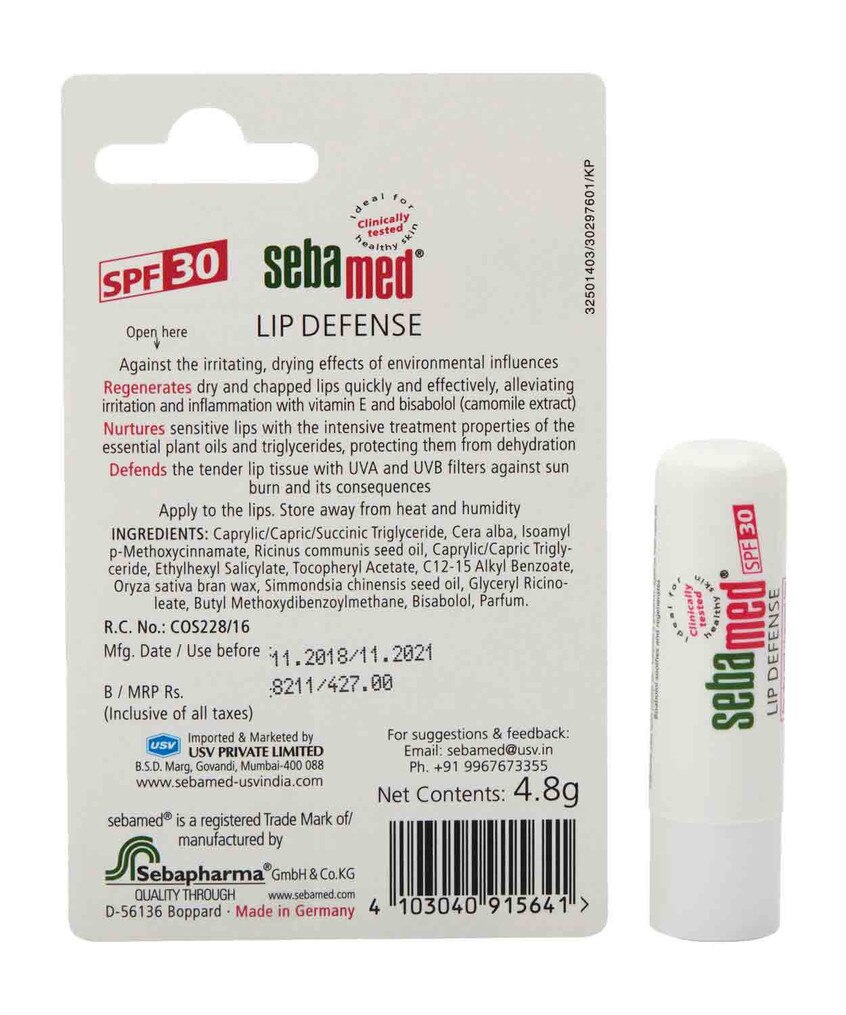 Ideal for
Clinically
tested
healthy skin
32501403/30297601/KP
SPF 30
sebamed®
LIP DEFENSE
Open here
Against the irritating, drying effects of environmental influences
Regenerates dry and chapped lips quickly and effectively, alleviating
irritation and inflammation with vitamin E and bisabolol (camomile extract)
Nurtures sensitive lips with the intensive treatment properties of the
essential plant oils and triglycerides, protecting them from dehydration
Defends the tender lip tissue with UVA and UVB filters against sun
burn and its consequences
Apply to the lips. Store away from heat and humidity
INGREDIENTS: Caprylic/Capric/Succinic Triglyceride, Cera alba, Isoamyl
p-Methoxycinnamate, Ricinus communis seed oil, Caprylic/Capric Trigly-
ceride, Ethylhexyl Salicylate, Tocopheryl Acetate, C12-15 Alkyl Benzoate,
Oryza sativa bran wax, Simmondsia chinensis seed oil, Glyceryl Ricino-
leate, Butyl Methoxydibenzoylmethane, Bisabolol, Parfum.
R.C. No.: COS228/16
Mfg. Date / Use before : 11.2018/11.2021
B / MRP Rs. :8211/427.00
(Inclusive of all taxes)
USV
Imported & Marketed by
USV PRIVATE LIMITED
B.S.D. Marg, Govandi, Mumbai-400 088
www.sebamed-usvindia.com
For suggestions & feedback:
Email: sebamed@usv.in
Ph. +91 9967673355
Net Contents: 4.8g
sebamed® is a registered Trade Mark of/
manufactured by
Sebapharma® GmbH & Co.KG
QUALITY THROUGH www.sebamed.com
D-56136 Boppard · Made in Germany
4 103040 915641 >
SPF 30
Clinically
tested
healthy skin
sebamed®
LIP DEFENSE